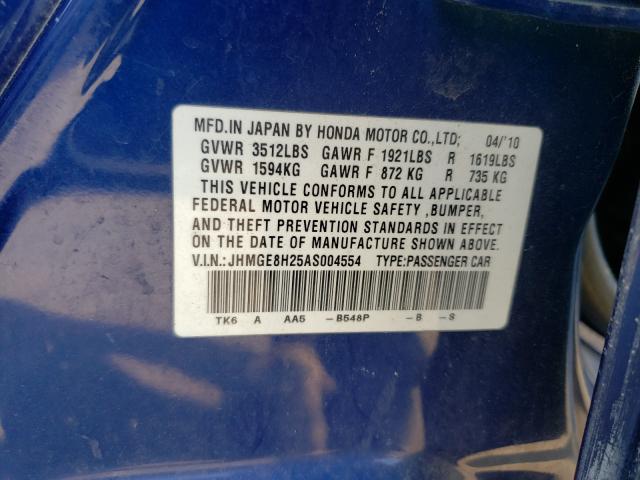 MFD.IN JAPAN BY HONDA MOTOR CO.,LTD; 04/'10
GVWR 3512LBS GAWR F 1921LBS R 1619LBS
GVWR 1594KG GAWR F 872 KG R 735 KG
THIS VEHICLE CONFORMS TO ALL APPLICABLE
FEDERAL MOTOR VEHICLE SAFETY ,BUMPER,
AND THEFT PREVENTION STANDARDS IN EFFECT
ON THE DATE OF MANUFACTURE SHOWN ABOVE.
V.I.N.:JHMGE8H25AS004554 TYPE:PASSENGER CAR
TK6 A AA5 -B548P -B -S